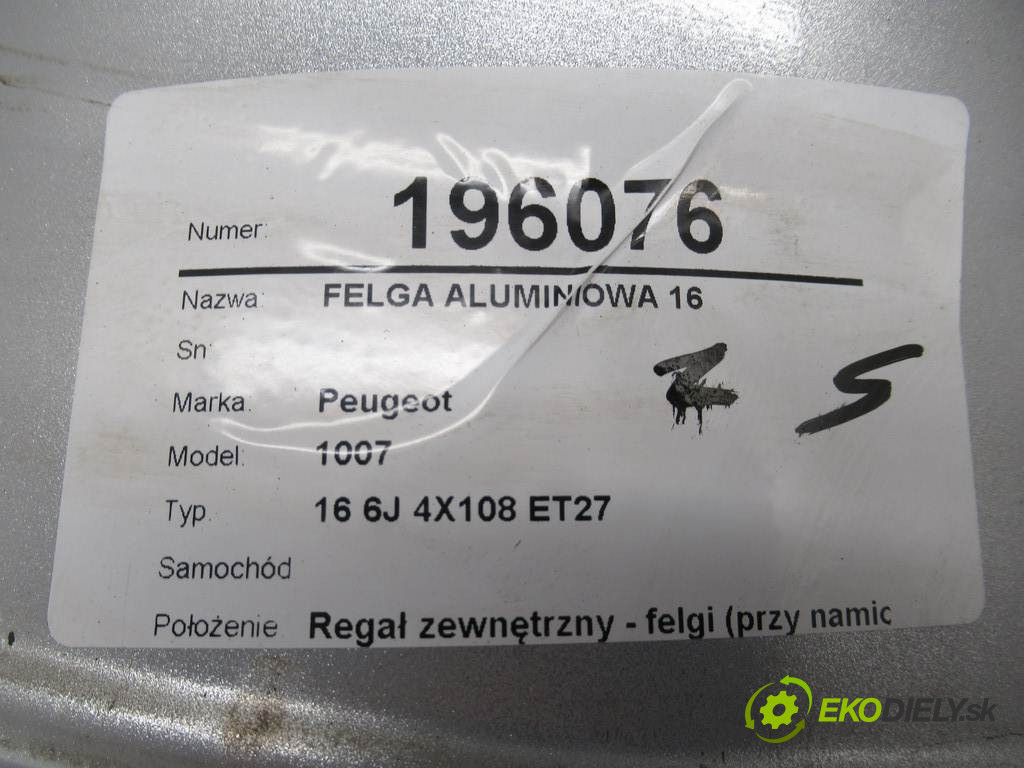 Numer: 196076
Nazwa: FELGA ALUMINIOWA 16
Sn:
Marka: Peugeot
Model: 1007
Typ: 16 6J 4X108 ET27
Samochód
Położenie Regał zewnętrzny - felgi (przy namic
S
EKODIELY.sk